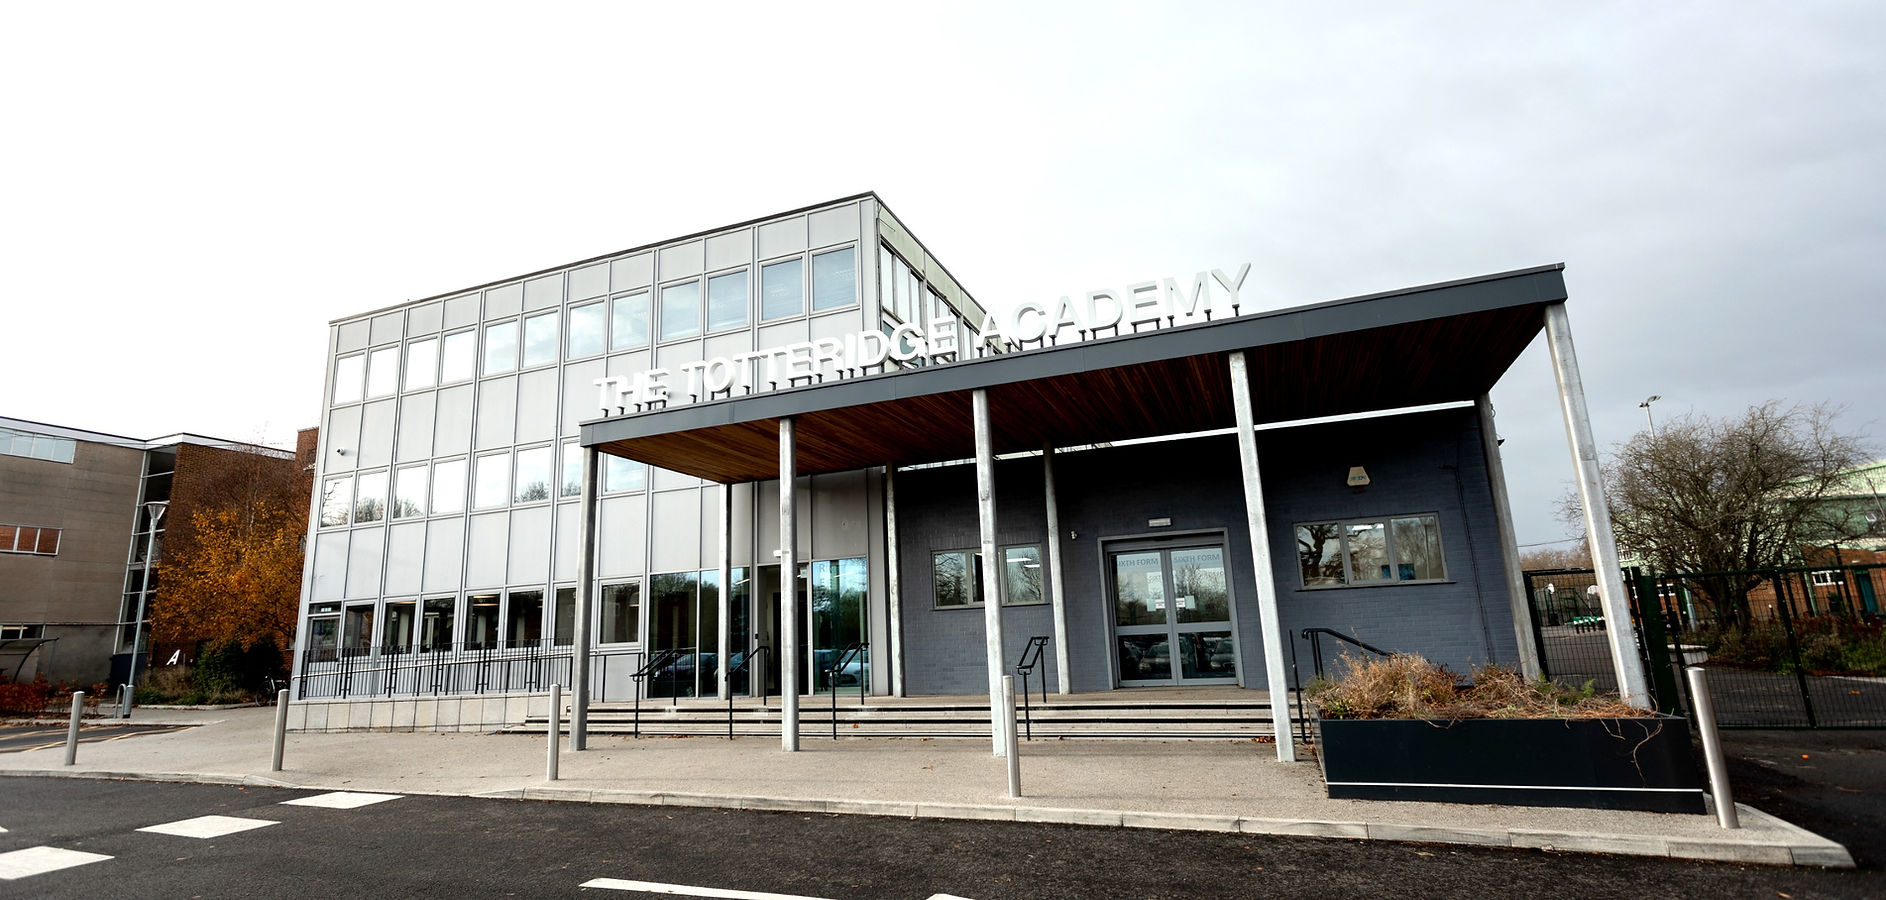 THE TOTTERIDGE ACADEMY
SIXTH FORM
SIXTH FORM
A